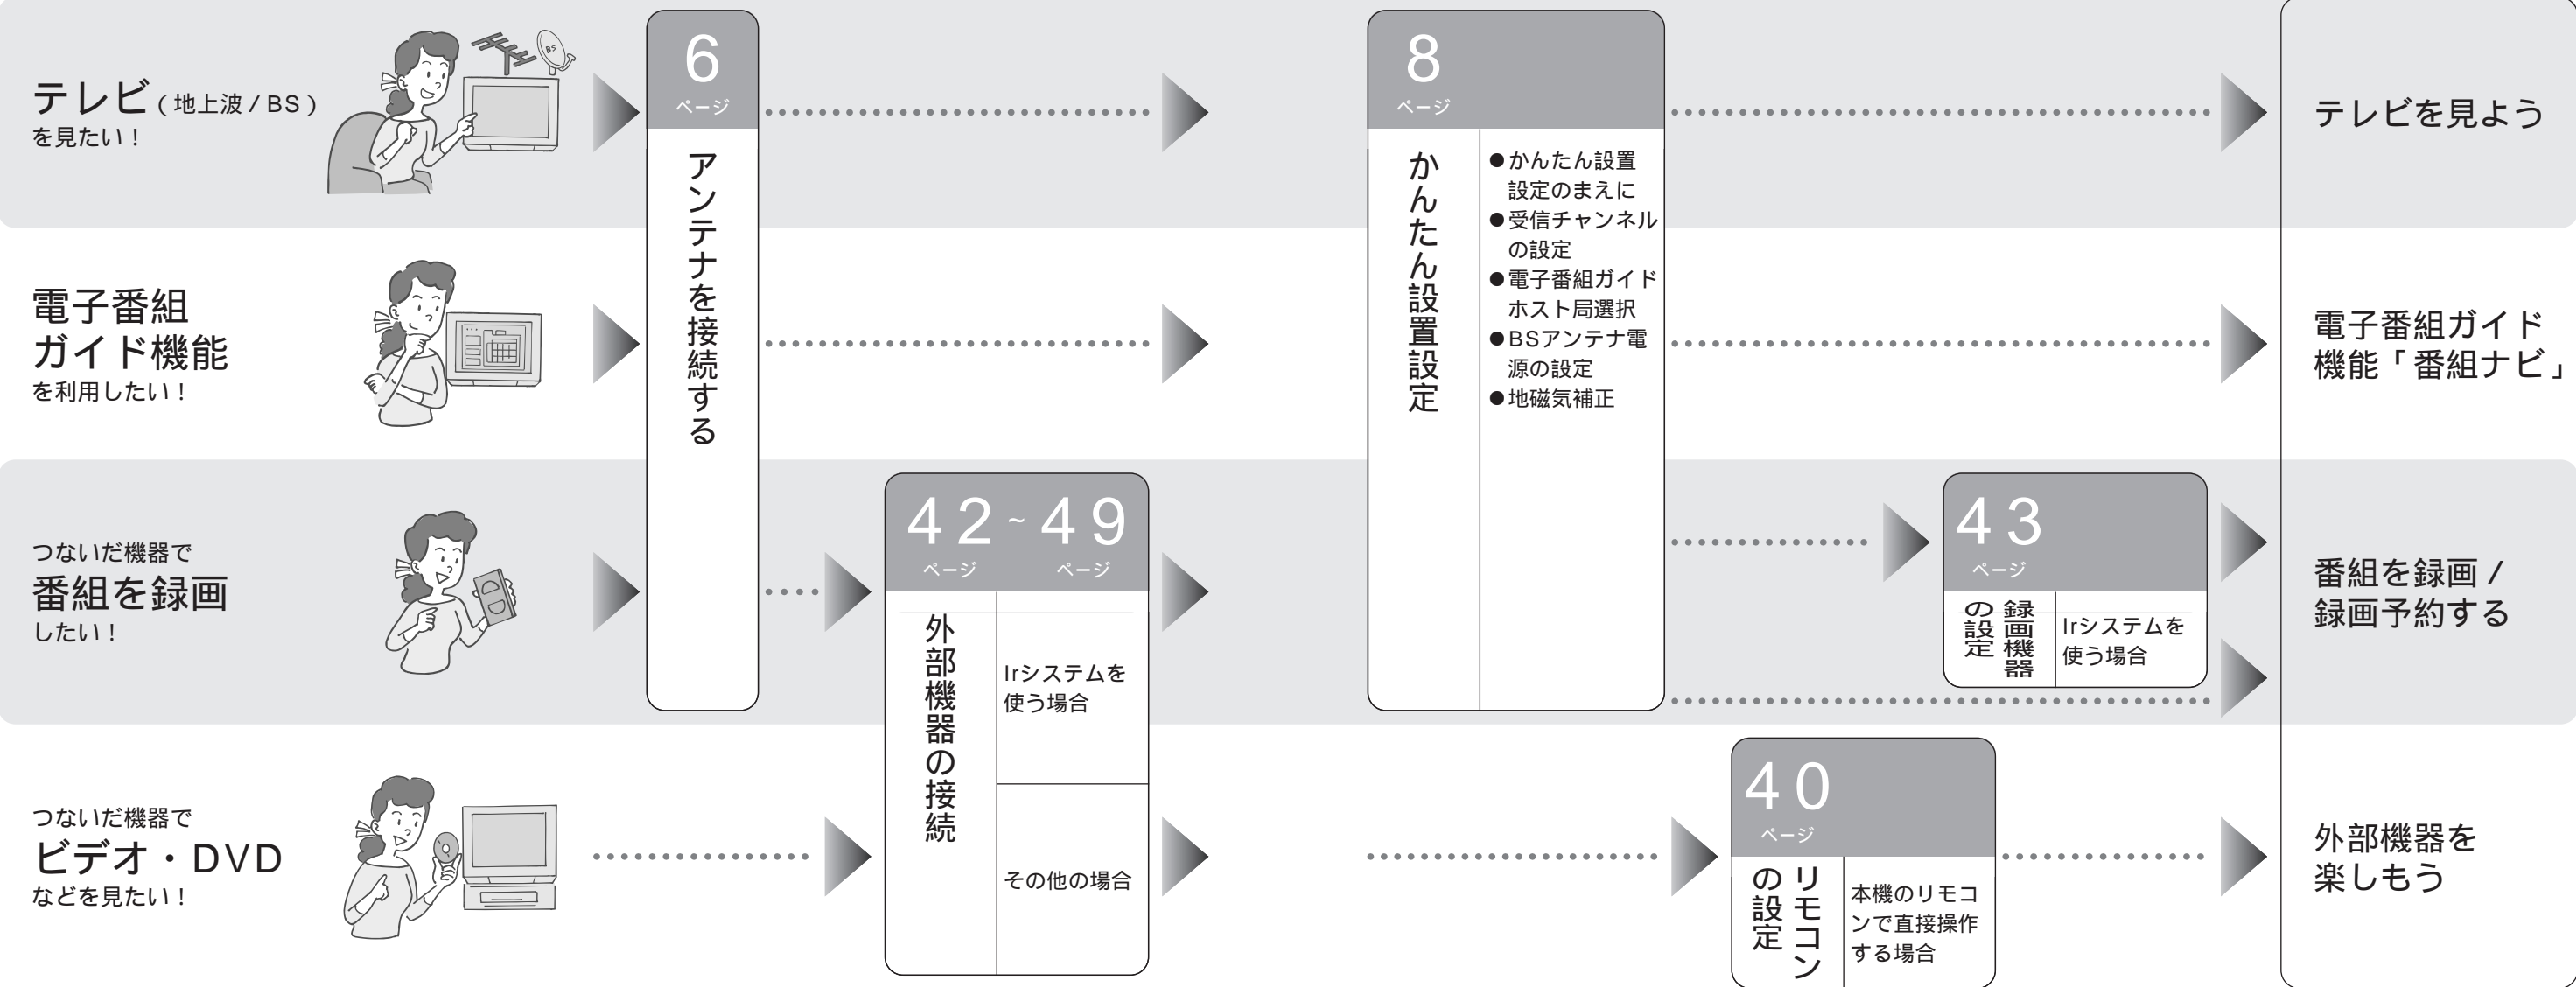 テレビ(地上波/BS)
を見たい!
電子番組
ガイド機能
を利用したい!
つないだ機器で
番組を録画
したい!
つないだ機器で
ビデオ・DVD
などを見たい!
BS
6
ページ
アンテナを接続する
42~49
ページ ページ
外部機器の接続
Irシステムを
使う場合
その他の場合
8
ページ
かんたん設置設定
●かんたん設置
設定のまえに
●受信チャンネル
の設定
●電子番組ガイド
ホスト局選択
●BSアンテナ電
源の設定
●地磁気補正
43
ページ
録画機器
の設定
Irシステムを
使う場合
40
ページ
リモコン
の設定
本機のリモコ
ンで直接操作
する場合
テレビを見よう
電子番組ガイド
機能「番組ナビ」
番組を録画/
録画予約する
外部機器を
楽しもう